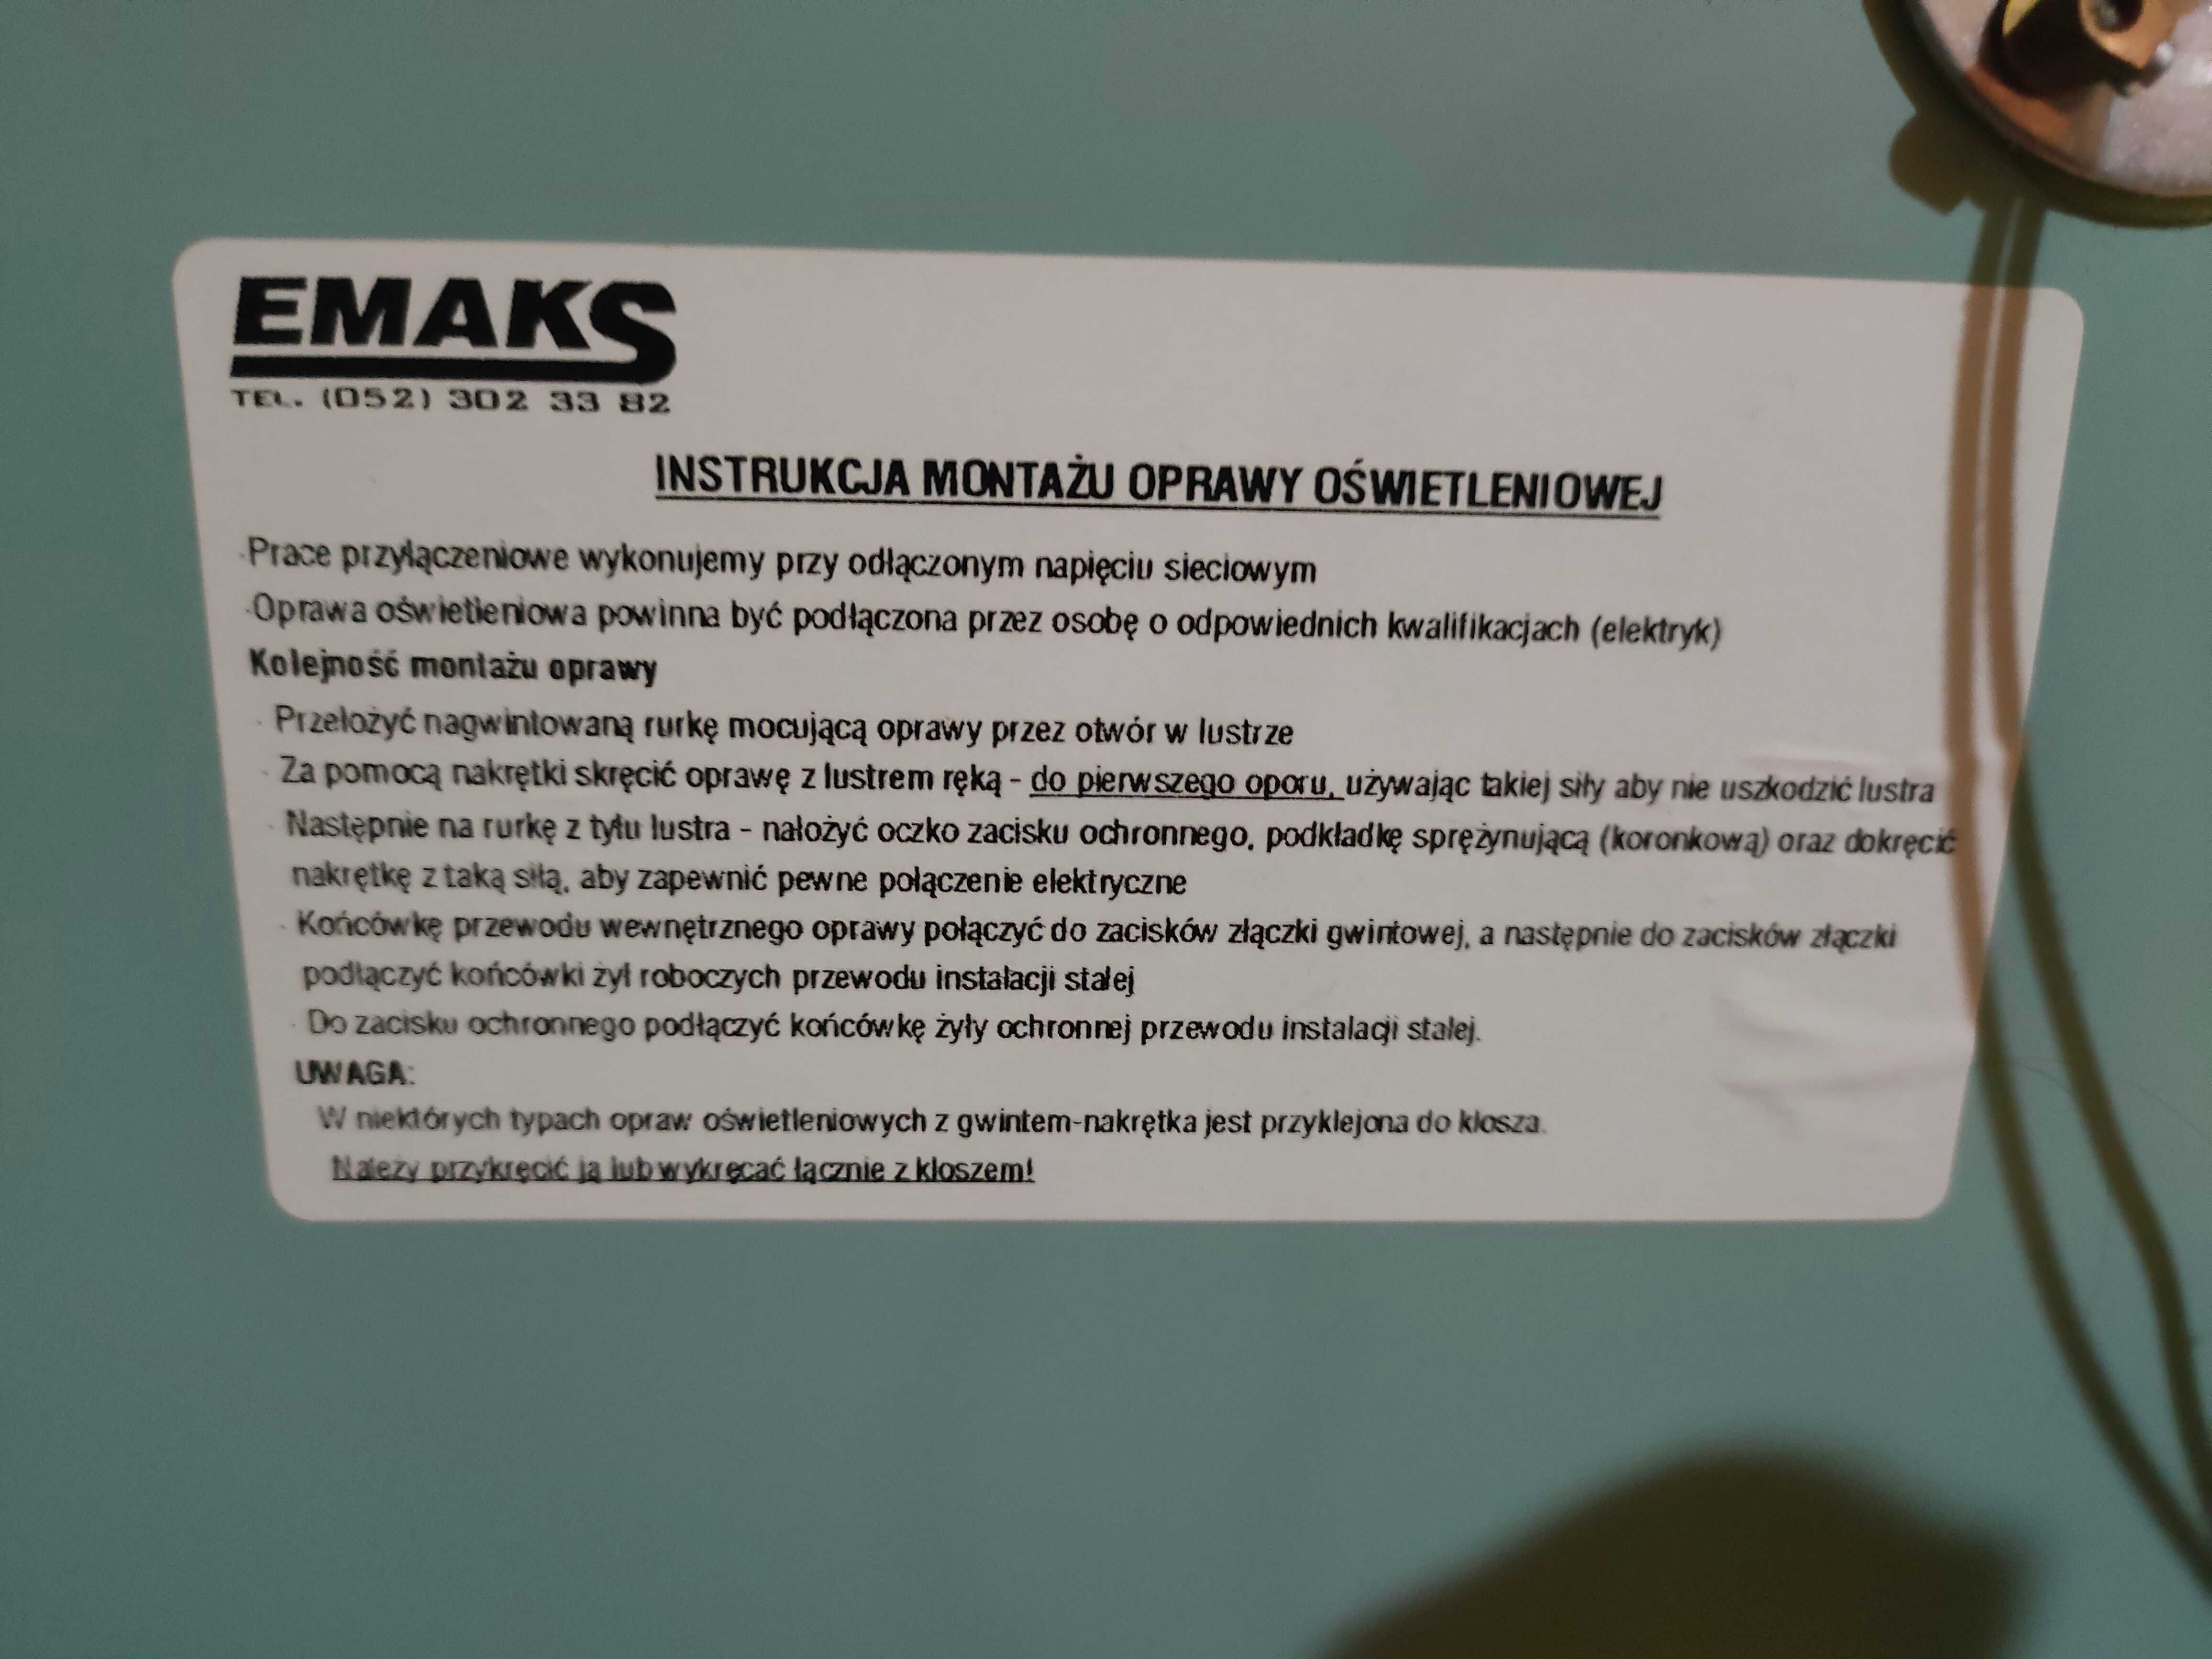 EMAKS
TEL. (052) 302 33 82
INSTRUKCJA MONTAŻU OPRAWY OŚWIETLENIOWEJ
·Prace przyłączeniowe wykonujemy przy odłączonym napięciu sieciowym
·Oprawa oświetleniowa powinna być podłączona przez osobę o odpowiednich kwalifikacjach (elektryk)
Kolejność montażu oprawy
· Przełożyć nagwintowaną rurkę mocującą oprawy przez otwór w lustrze
· Za pomocą nakrętki skręcić oprawę z lustrem ręką - do pierwszego oporu, używając takiej siły aby nie uszkodzić lustra
· Następnie na rurkę z tyłu lustra - nałożyć oczko zacisku ochronnego, podkładkę sprężynującą (koronkową) oraz dokręcić
nakrętkę z taką siłą, aby zapewnić pewne połączenie elektryczne
· Końcówkę przewodu wewnętrznego oprawy połączyć do zacisków złączki gwintowej, a następnie do zacisków złączki
podłączyć końcówki żył roboczych przewodu instalacji stałej
· Do zacisku ochronnego podłączyć końcówkę żyły ochronnej przewodu instalacji stałej.
UWAGA:
W niektórych typach opraw oświetleniowych z gwintem-nakrętka jest przyklejona do klosza.
Należy przykręcić ją lub wykręcać łącznie z kloszem!